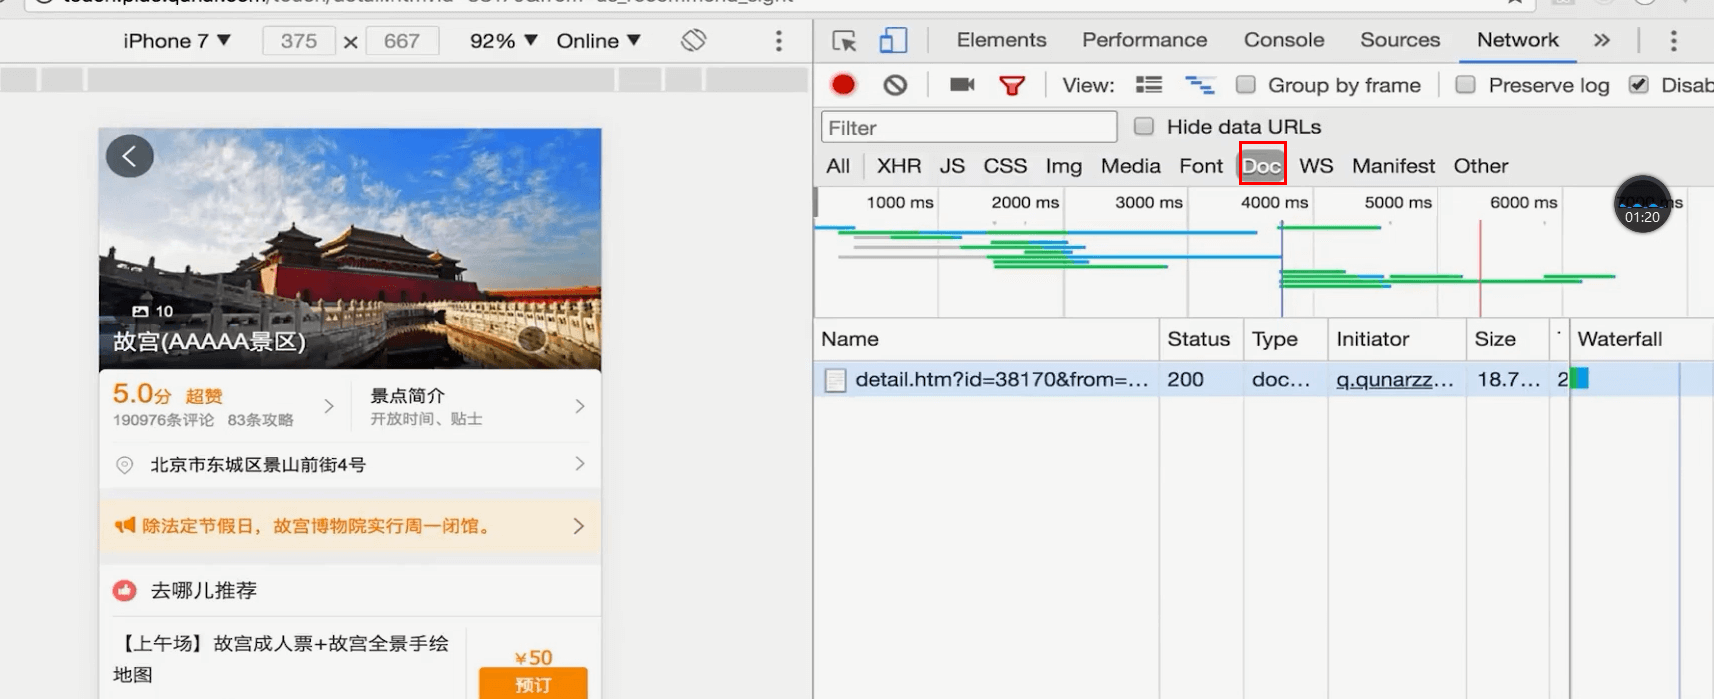 iPhone 7 ▼ 375 × 667 92% ▼ Online ▼
Elements Performance Console Sources Network »
View: Group by frame Preserve log Disab
Filter Hide data URLs
All XHR JS CSS Img Media Font Doc WS Manifest Other
1000 ms 2000 ms 3000 ms 4000 ms 5000 ms 6000 ms 7000 ms
01:20
Name Status Type Initiator Size Waterfall
detail.htm?id=38170&from=... 200 doc... q.qunarzz... 18.7... 2
10
故宫(AAAAA景区)
5.0分 超赞
190976条评论 83条攻略
景点简介
开放时间、贴士
北京市东城区景山前街4号
除法定节假日，故宫博物院实行周一闭馆。
去哪儿推荐
【上午场】故宫成人票+故宫全景手绘
地图
¥50
预订